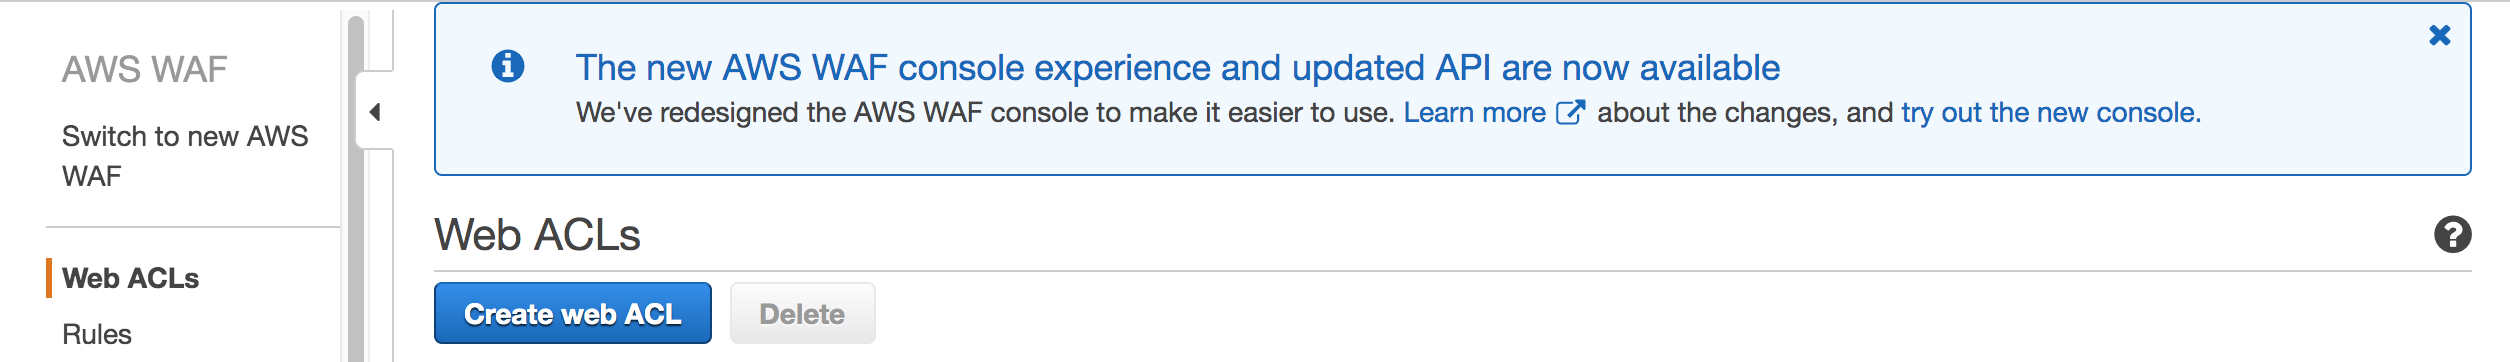 AWS WAF
Switch to new AWS
WAF
Web ACLs
Rules
The new AWS WAF console experience and updated API are now available
We've redesigned the AWS WAF console to make it easier to use. Learn more about the changes, and try out the new console.
Web ACLs
Create web ACL
Delete